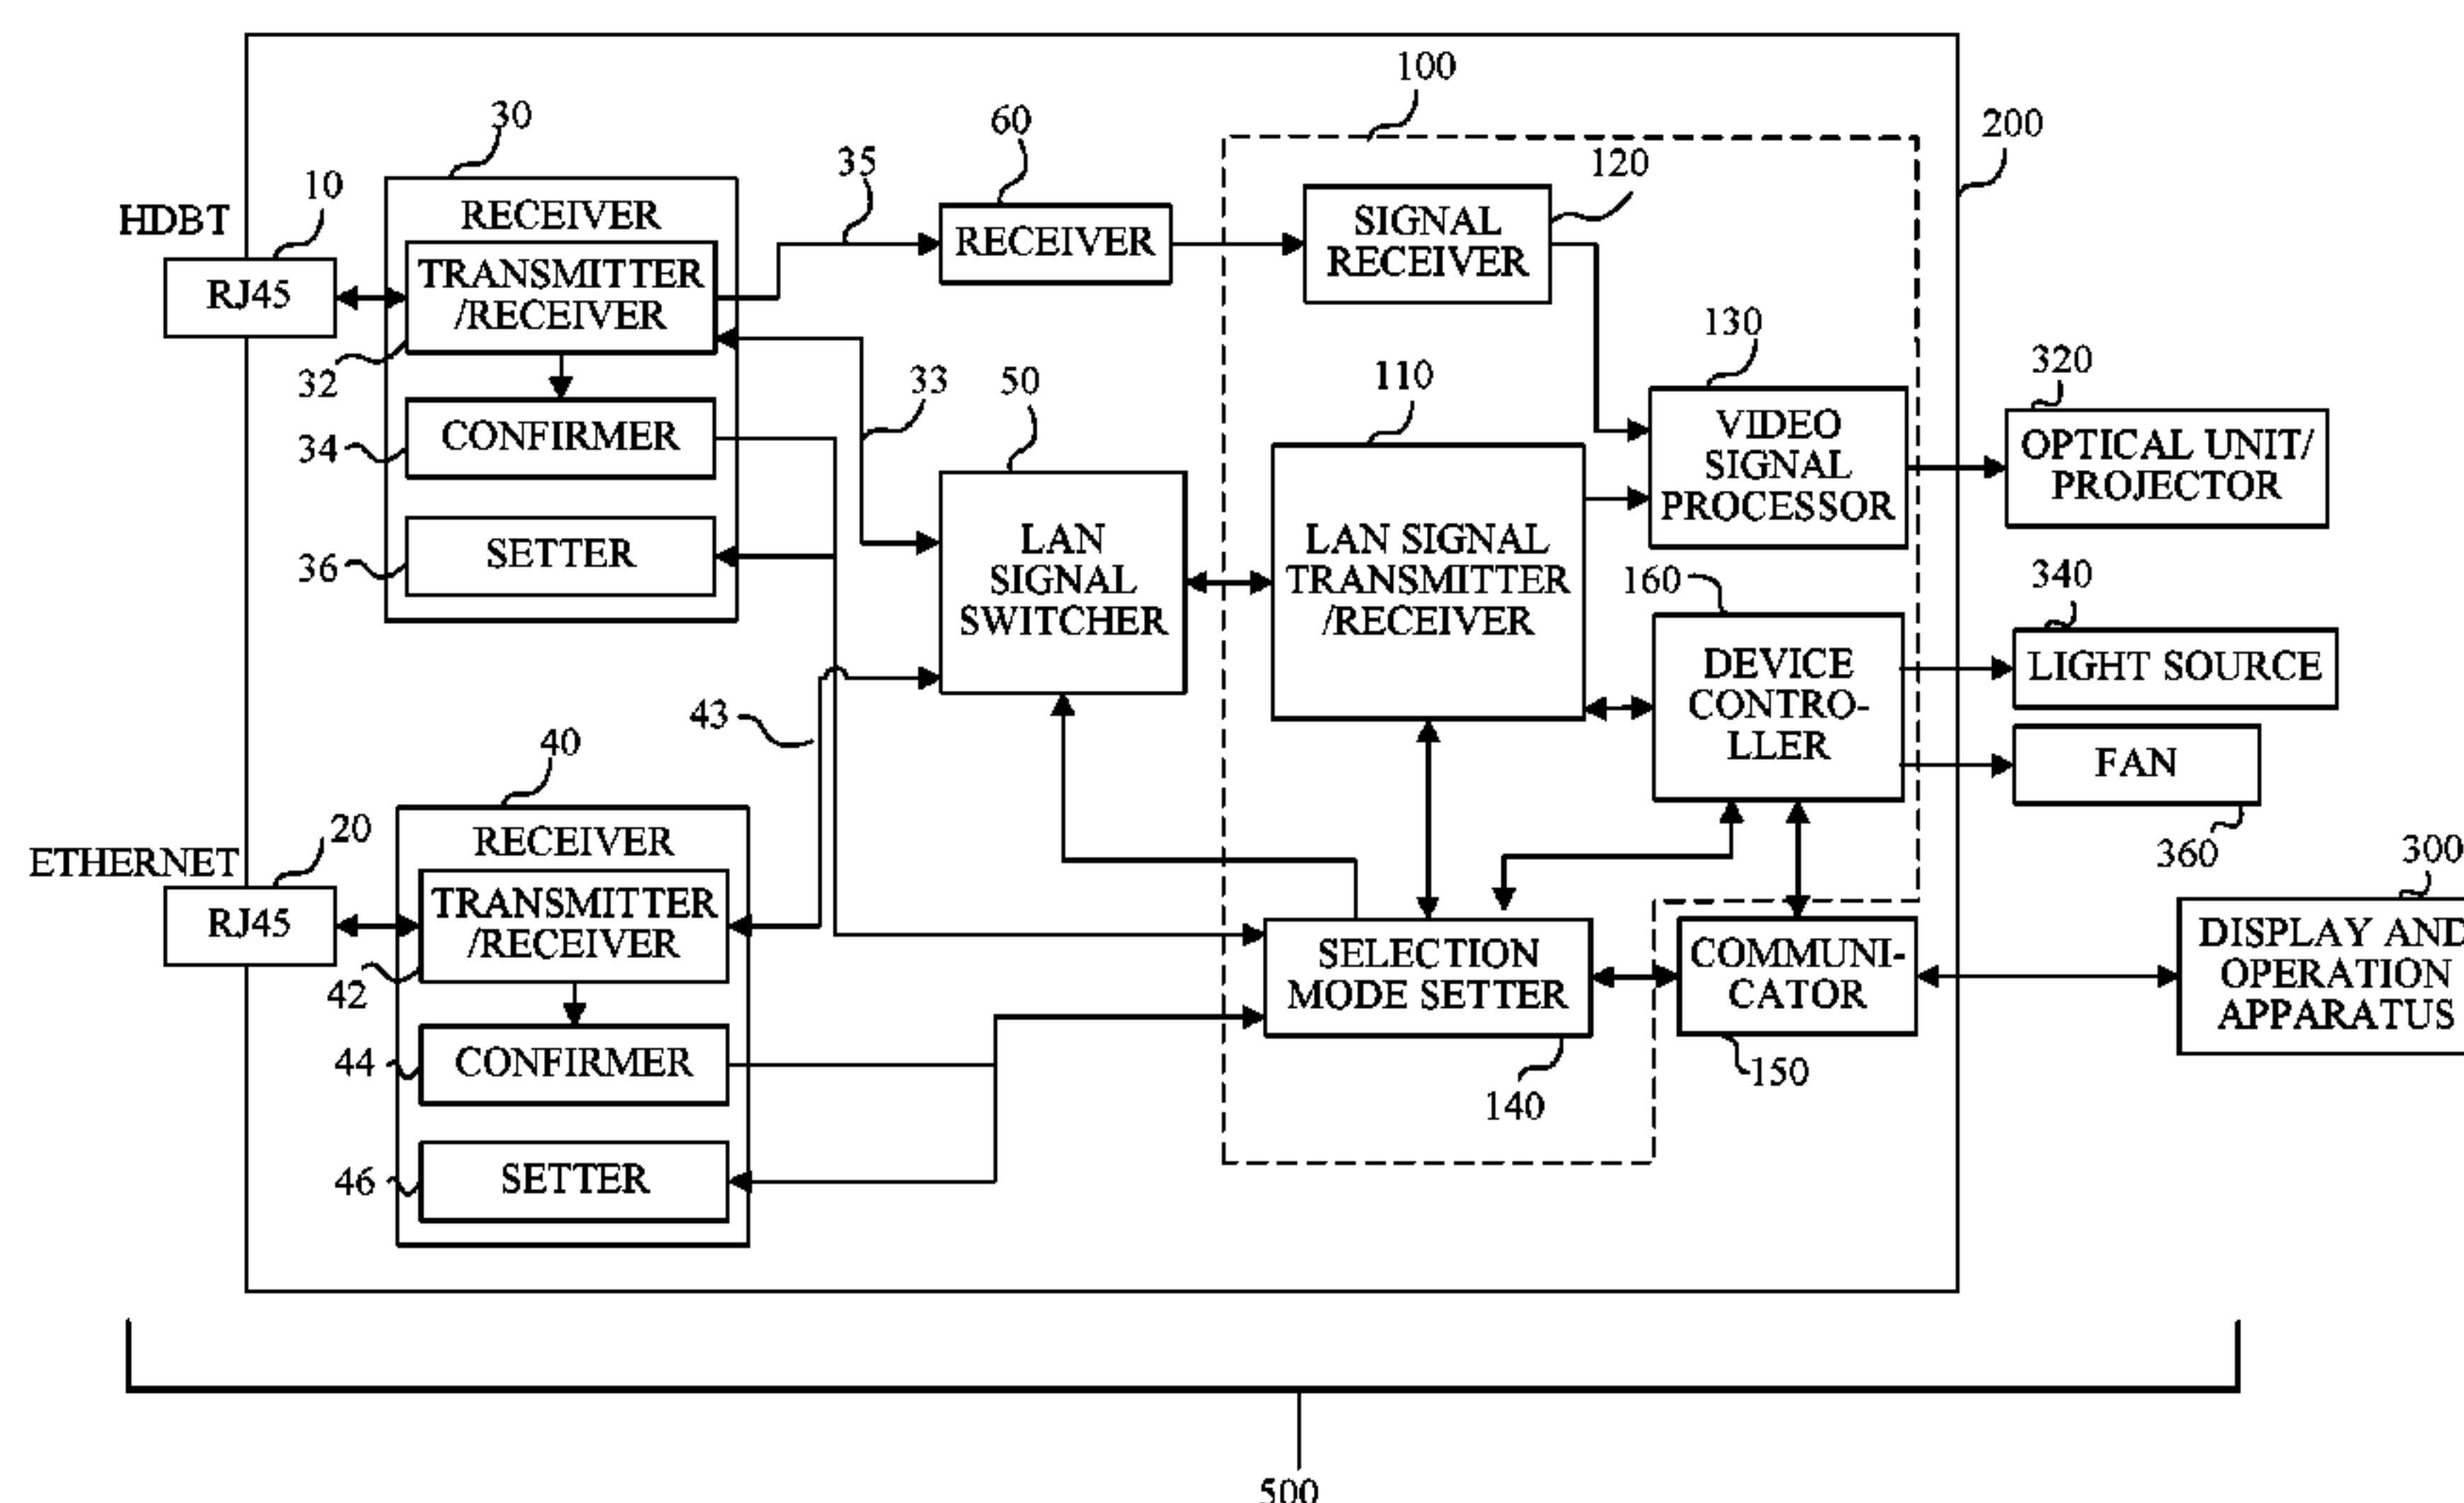 100
200
30
60
35
120
10
HDBT
RECEIVER
SIGNAL
RECEIVER
RECEIVER
RJ45
TRANSMITTER
/RECEIVER
130
320
32
33
50
110
34
CONFIRMER
VIDEO
SIGNAL
PROCESSOR
OPTICAL UNIT/
PROJECTOR
36
SETTER
LAN
SIGNAL
SWITCHER
LAN SIGNAL
TRANSMITTER
/RECEIVER
160
340
DEVICE
CONTRO-
LLER
LIGHT SOURCE
43
40
FAN
20
360
300
ETHERNET
RECEIVER
RJ45
TRANSMITTER
/RECEIVER
42
SELECTION
MODE SETTER
COMMUNI-
CATOR
DISPLAY AND
OPERATION
APPARATUS
44
CONFIRMER
150
140
46
SETTER
500